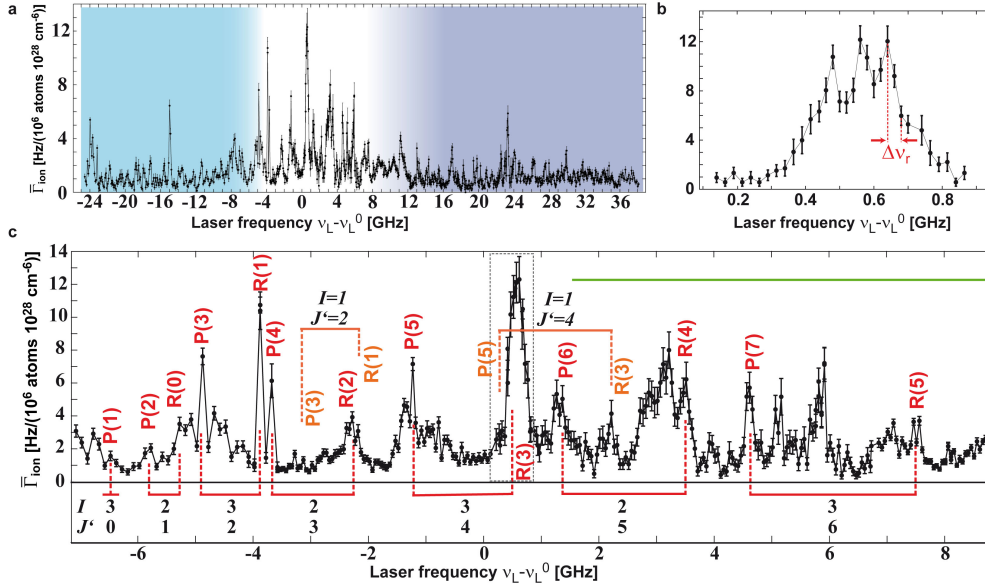 a
b
Γ̅ion [Hz/(10⁶ atoms 10²⁸ cm⁻⁶)]
12
8
4
0
-24 -20 -16 -12 -8 -4 0 4 8 12 16 20 24 28 32 36
Laser frequency νL-νL⁰ [GHz]
12
8
4
0
Δνr
0.2 0.4 0.6 0.8
Laser frequency νL-νL⁰ [GHz]
c
Γ̅ion [Hz/(10⁶ atoms 10²⁸ cm⁻⁶)]
14
12
10
8
6
4
2
0
P(1)
P(2)
R(0)
P(3)
R(1)
P(4)
I=1
J'=2
P(3)
R(1)
R(2)
P(5)
I=1
J'=4
P(5)
R(3)
R(3)
P(6)
R(4)
P(7)
R(5)
I 3 2 3 2 3 2 3
J' 0 1 2 3 4 5 6
-6 -4 -2 0 2 4 6 8
Laser frequency νL-νL⁰ [GHz]